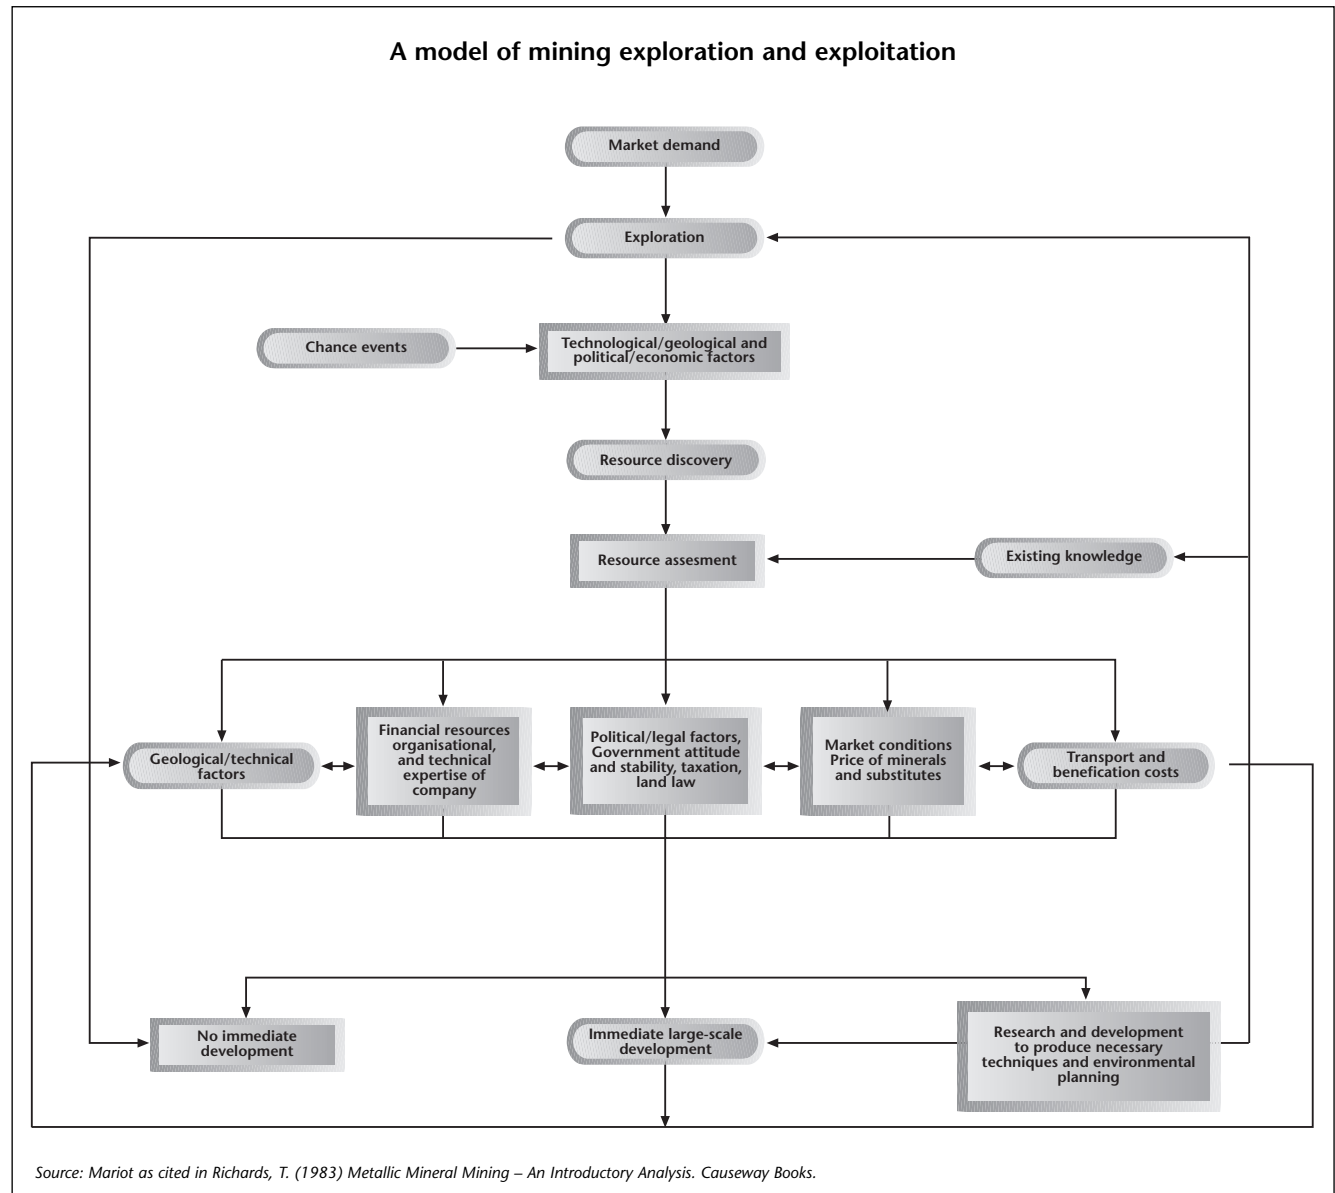 A model of mining exploration and exploitation
Market demand
Exploration
Chance events
Technological/geological and
political/economic factors
Resource discovery
Resource assesment
Existing knowledge
Geological/technical
factors
Financial resources
organisational,
and technical
expertise of
company
Political/legal factors,
Government attitude
and stability, taxation,
land law
Market conditions
Price of minerals
and substitutes
Transport and
benefication costs
No immediate
development
Immediate large-scale
development
Research and development
to produce necessary
techniques and environmental
planning
Source: Mariot as cited in Richards, T. (1983) Metallic Mineral Mining – An Introductory Analysis. Causeway Books.